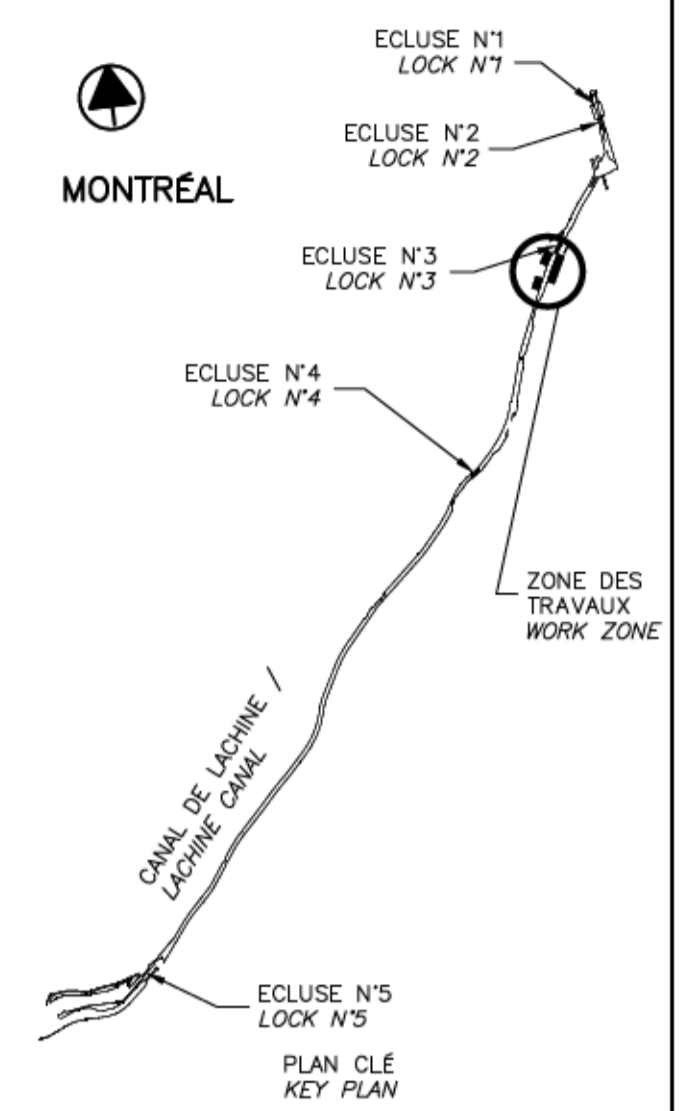 ECLUSE N°1
LOCK N°1
ECLUSE N°2
LOCK N°2
MONTRÉAL
ECLUSE N°3
LOCK N°3
ECLUSE N°4
LOCK N°4
ZONE DES
TRAVAUX
WORK ZONE
CANAL DE LACHINE /
LACHINE CANAL
ECLUSE N°5
LOCK N°5
PLAN CLÉ
KEY PLAN